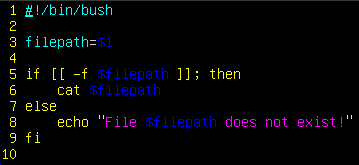 1 #!/bin/bush
2
3 filepath=$1
4
5 if [[ -f $filepath ]]; then
6     cat $filepath
7 else
8     echo "File $filepath does not exist!"
9 fi
10